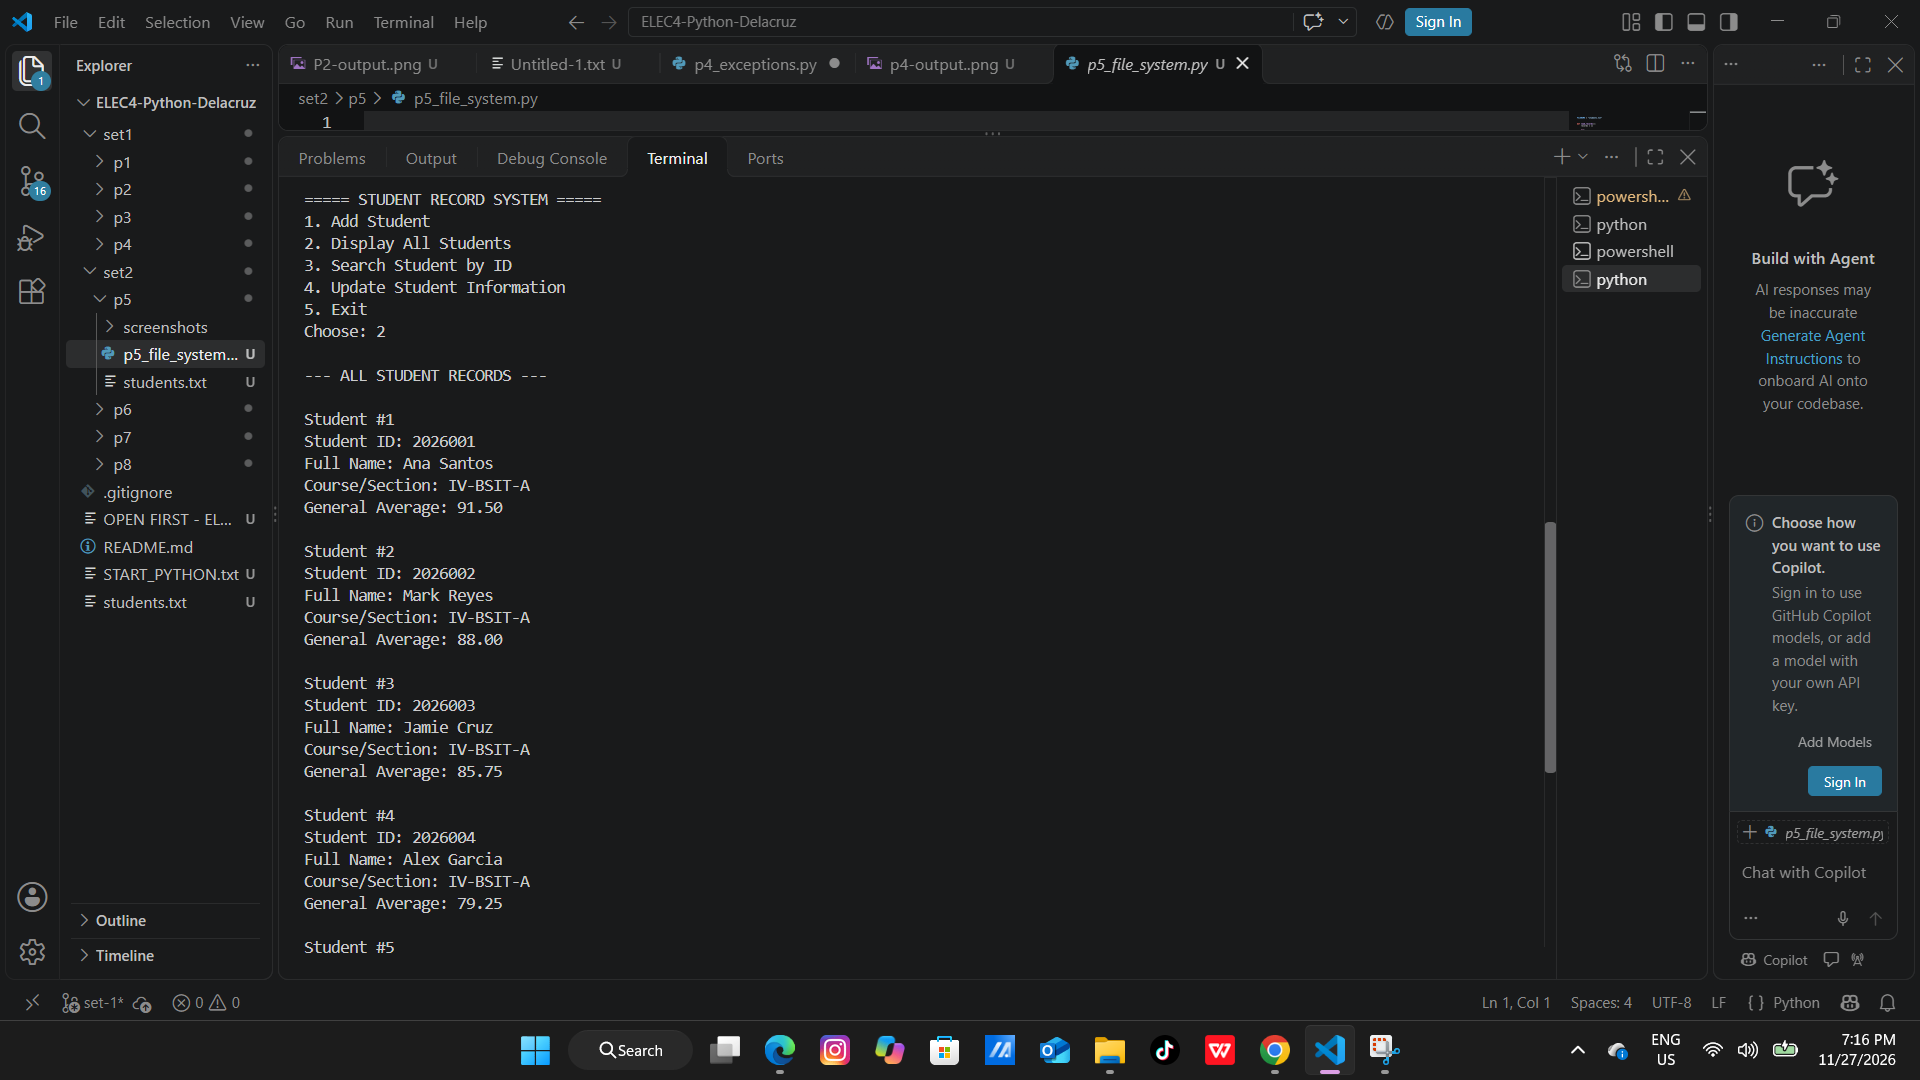 File Edit Selection View Go Run Terminal Help
ELEC4-Python-Delacruz
Sign In
Explorer
ELEC4-Python-Delacruz
set1
p1
p2
p3
p4
set2
p5
screenshots
p5_file_system... U
students.txt U
p6
p7
p8
.gitignore
OPEN FIRST - EL... U
README.md
START_PYTHON.txt U
students.txt U
Outline
Timeline
1
16
P2-output..png U
Untitled-1.txt U
p4_exceptions.py
p4-output..png U
p5_file_system.py U
set2 > p5 > p5_file_system.py
1
Problems Output Debug Console Terminal Ports
===== STUDENT RECORD SYSTEM =====
1. Add Student
2. Display All Students
3. Search Student by ID
4. Update Student Information
5. Exit
Choose: 2
--- ALL STUDENT RECORDS ---
Student #1
Student ID: 2026001
Full Name: Ana Santos
Course/Section: IV-BSIT-A
General Average: 91.50
Student #2
Student ID: 2026002
Full Name: Mark Reyes
Course/Section: IV-BSIT-A
General Average: 88.00
Student #3
Student ID: 2026003
Full Name: Jamie Cruz
Course/Section: IV-BSIT-A
General Average: 85.75
Student #4
Student ID: 2026004
Full Name: Alex Garcia
Course/Section: IV-BSIT-A
General Average: 79.25
Student #5
powersh...
python
powershell
python
Build with Agent
AI responses may
be inaccurate
Generate Agent
Instructions to
onboard AI onto
your codebase.
Choose how
you want to use
Copilot.
Sign in to use
GitHub Copilot
models, or add
a model with
your own API
key.
Add Models
Sign In
p5_file_system.py
Chat with Copilot
Copilot
set-1* 0 0
Ln 1, Col 1 Spaces: 4 UTF-8 LF { } Python
Search
ENG
US
7:16 PM
11/27/2026